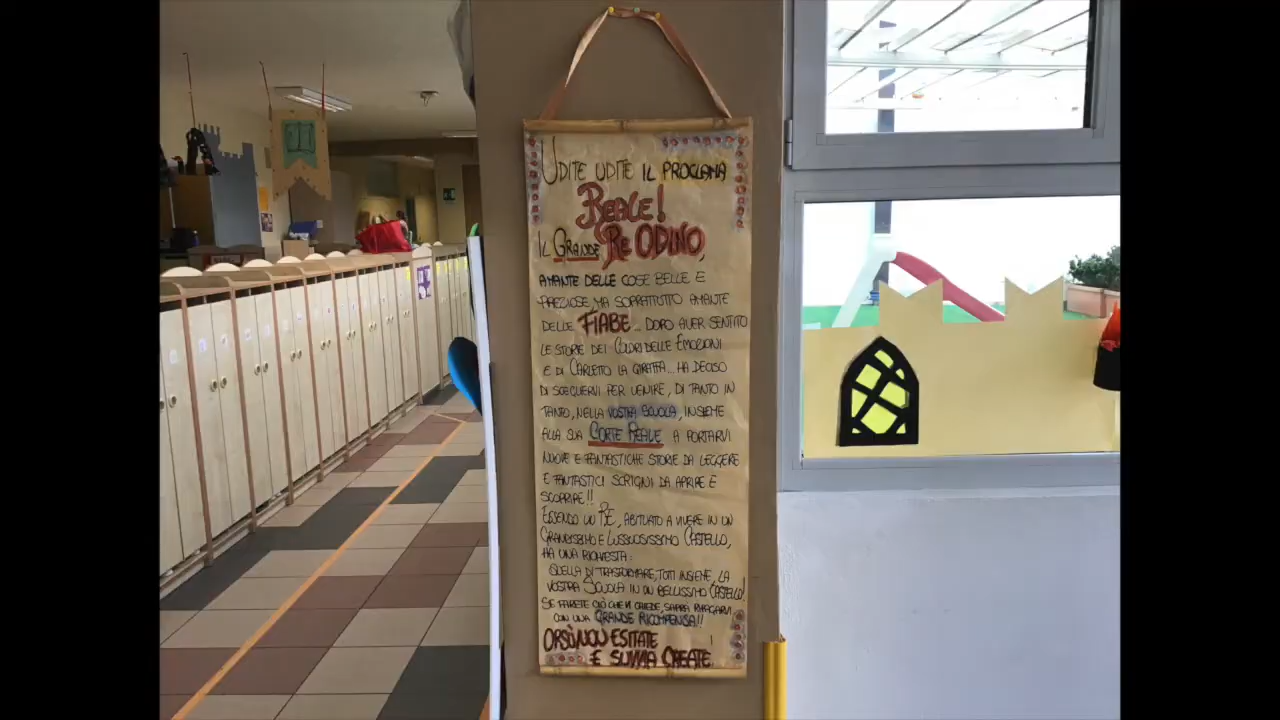 UDITE UDITE IL PROCLAMA
REALE!
IL GRANDE RE ODINO,
AMANTE DELLE COSE BELLE E
PREZIOSE, MA SOPRATTUTTO AMANTE
DELLE FIABE... DOPO AVER SENTITO
LE STORIE DEI COLORI DELLE EMOZIONI
E DI CARLETTO LA GIRAFFA... HA DECISO
DI SCEGLIERVI PER VENIRE, DI TANTO IN
TANTO, NELLA VOSTRA SCUOLA, INSIEME
ALLA SUA CORTE REALE A PORTARVI
NUOVE E FANTASTICHE STORIE DA LEGGERE
E FANTASTICI SCRIGNI DA APRIRE E
SCOPRIRE!!
ESSENDO UN RE, ABITUATO A VIVERE IN UN
GRANDISSIMO E LUSSUOSISSIMO CASTELLO,
HA UNA RICHIESTA:
QUELLA DI TRASFORMARE, TUTTI INSIEME, LA
VOSTRA SCUOLA IN UN BELLISSIMO CASTELLO!
SE FARETE CIÒ CHE VI CHIEDE, SAPRÀ RIPAGARVI
CON UNA GRANDE RICOMPENSA!!
ORSÙ NON ESITATE
E SU CREATE!